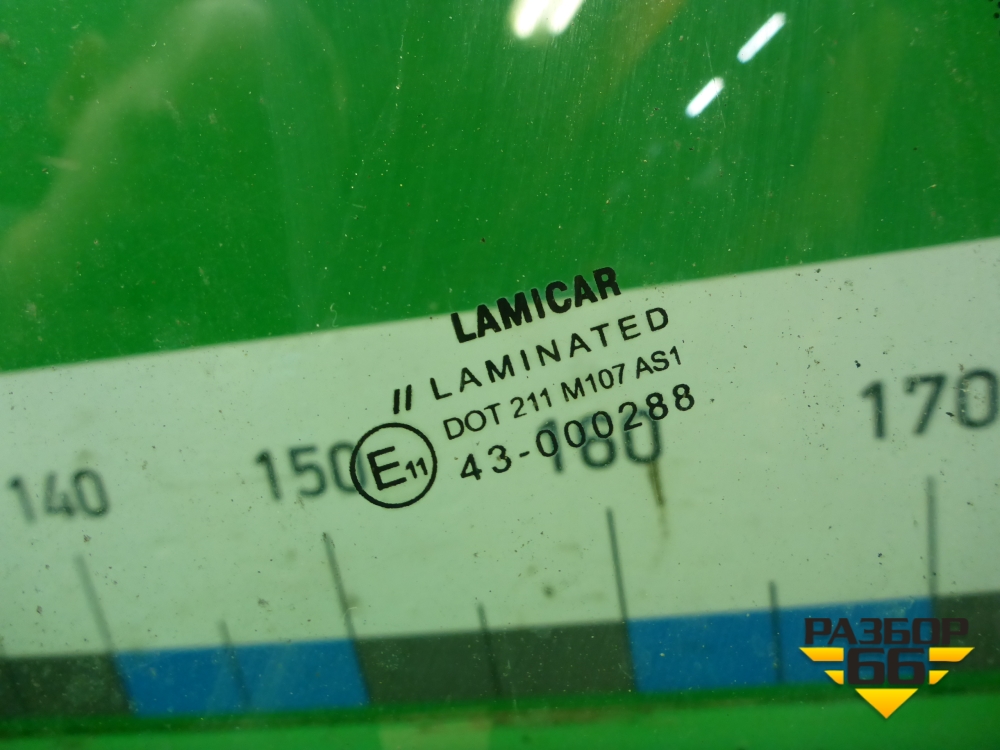 LAMICAR
// LAMINATED
DOT 211 M107 AS1
E11 43-000288
140 150 160 170
РАЗБОР
66